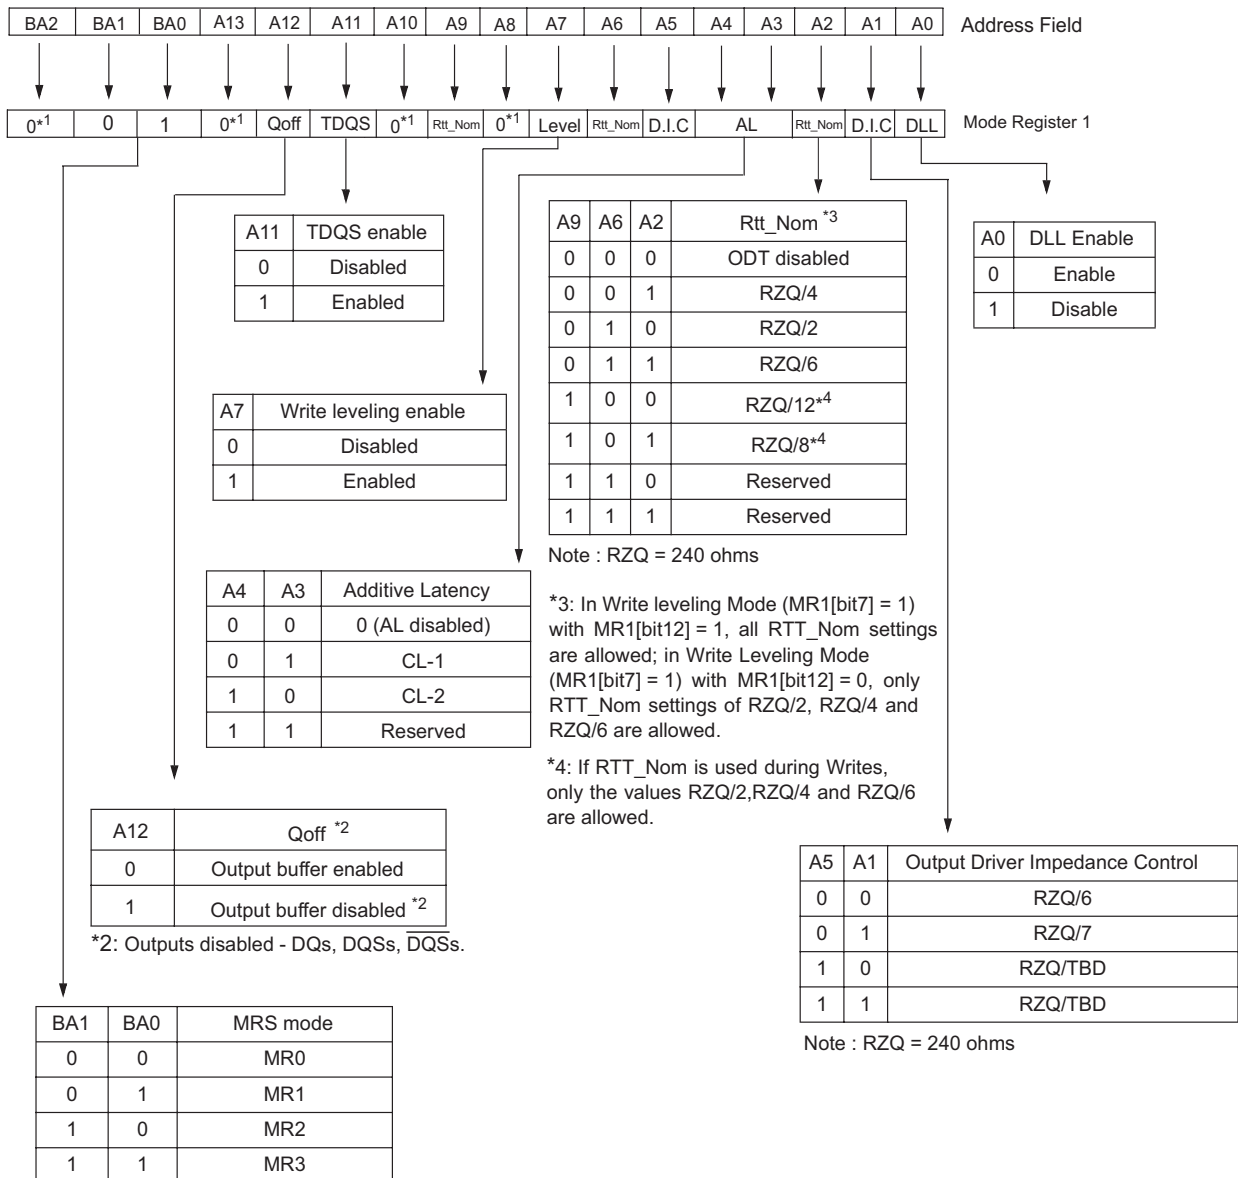 BA2 BA1 BA0 A13 A12 A11 A10 A9 A8 A7 A6 A5 A4 A3 A2 A1 A0 Address Field
0*1 0 1 0*1 Qoff TDQS 0*1 Rtt_Nom 0*1 Level Rtt_Nom D.I.C AL Rtt_Nom D.I.C DLL Mode Register 1
A11 TDQS enable
0 Disabled
1 Enabled
A9 A6 A2 Rtt_Nom *3
0 0 0 ODT disabled
0 0 1 RZQ/4
0 1 0 RZQ/2
0 1 1 RZQ/6
1 0 0 RZQ/12*4
1 0 1 RZQ/8*4
1 1 0 Reserved
1 1 1 Reserved
Note : RZQ = 240 ohms
*3: In Write leveling Mode (MR1[bit7] = 1)
with MR1[bit12] = 1, all RTT_Nom settings
are allowed; in Write Leveling Mode
(MR1[bit7] = 1) with MR1[bit12] = 0, only
RTT_Nom settings of RZQ/2, RZQ/4 and
RZQ/6 are allowed.
*4: If RTT_Nom is used during Writes,
only the values RZQ/2,RZQ/4 and RZQ/6
are allowed.
A0 DLL Enable
0 Enable
1 Disable
A7 Write leveling enable
0 Disabled
1 Enabled
A4 A3 Additive Latency
0 0 0 (AL disabled)
0 1 CL-1
1 0 CL-2
1 1 Reserved
A12 Qoff *2
0 Output buffer enabled
1 Output buffer disabled *2
*2: Outputs disabled - DQs, DQSs, D̅Q̅S̅s.
A5 A1 Output Driver Impedance Control
0 0 RZQ/6
0 1 RZQ/7
1 0 RZQ/TBD
1 1 RZQ/TBD
Note : RZQ = 240 ohms
BA1 BA0 MRS mode
0 0 MR0
0 1 MR1
1 0 MR2
1 1 MR3